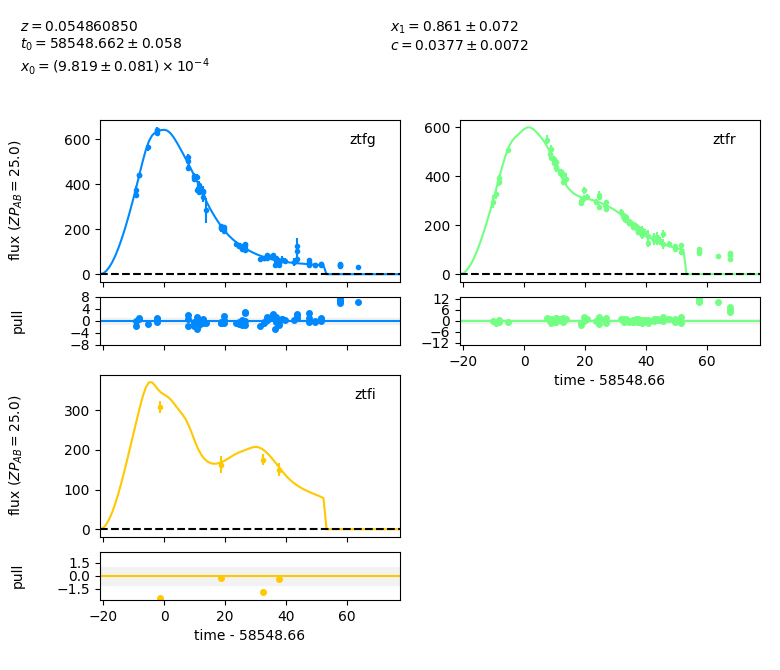 z = 0.054860850
t₀ = 58548.662 ± 0.058
x₀ = (9.819 ± 0.081) × 10⁻⁴
x₁ = 0.861 ± 0.072
c = 0.0377 ± 0.0072
ztfg
flux (ZP_AB = 25.0)
600
400
200
0
pull
8
4
0
−4
−8
ztfr
600
400
200
0
12
6
0
−6
−12
−20 0 20 40 60
time - 58548.66
ztfi
flux (ZP_AB = 25.0)
300
200
100
0
pull
1.5
0.0
−1.5
−20 0 20 40 60
time - 58548.66